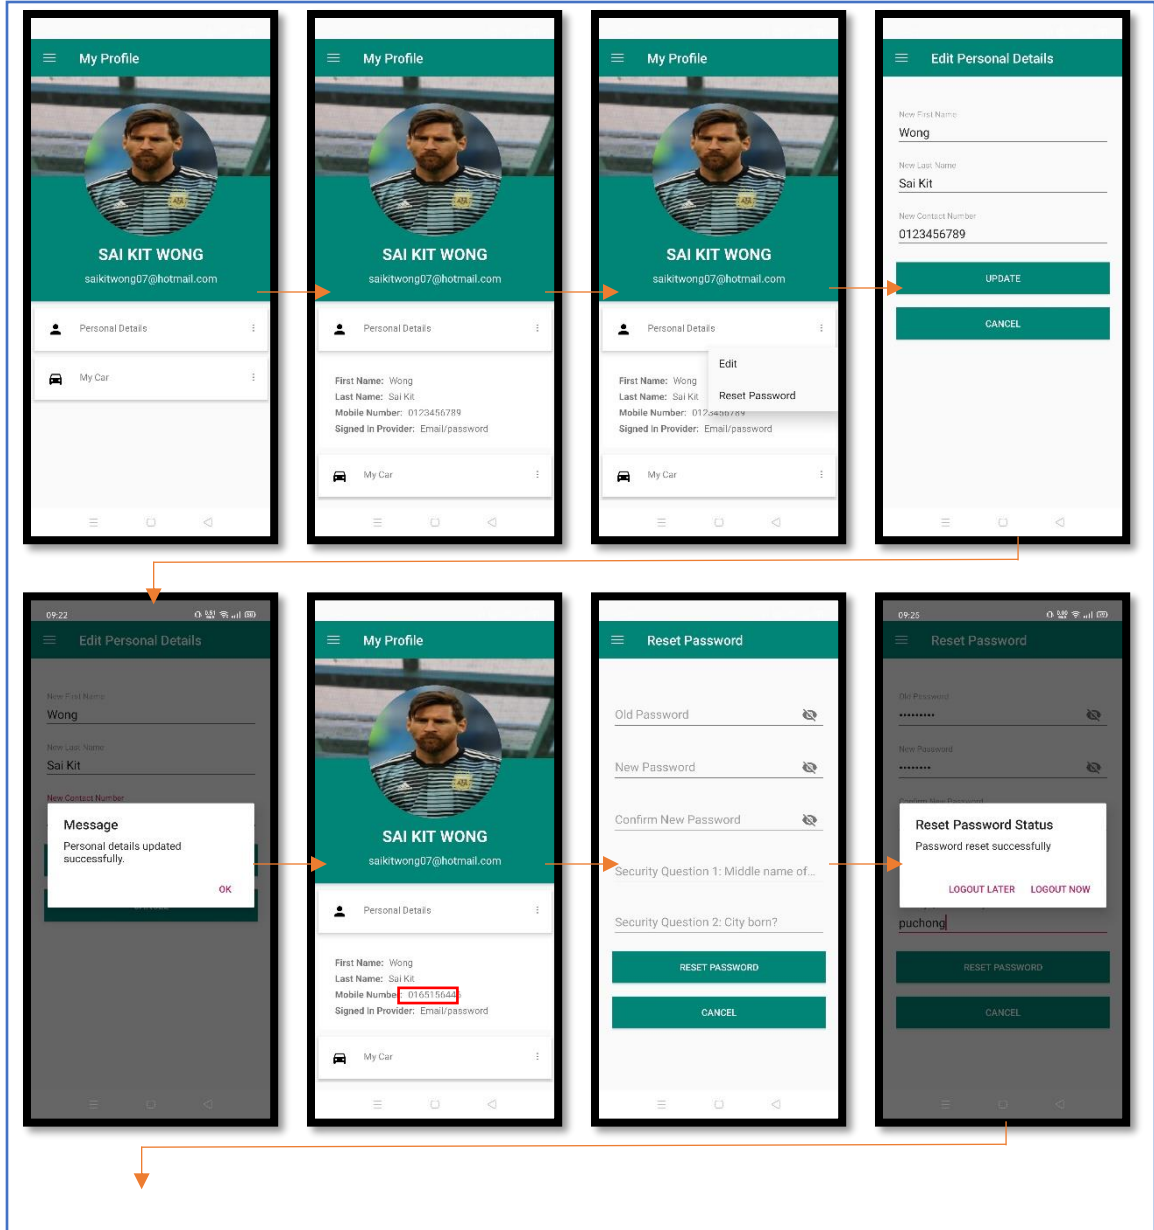 My Profile
SAI KIT WONG
saikitwong07@hotmail.com
Personal Details
My Car
My Profile
SAI KIT WONG
saikitwong07@hotmail.com
Personal Details
First Name: Wong
Last Name: Sai Kit
Mobile Number: 0123456789
Signed In Provider: Email/password
My Car
My Profile
SAI KIT WONG
saikitwong07@hotmail.com
Personal Details
Edit
Reset Password
First Name: Wong
Last Name: Sai Kit
Mobile Number: 0123456789
Signed In Provider: Email/password
My Car
Edit Personal Details
New First Name
Wong
New Last Name
Sai Kit
New Contact Number
0123456789
UPDATE
CANCEL
09:22
Edit Personal Details
New First Name
Wong
New Last Name
Sai Kit
New Contact Number
Message
Personal details updated
successfully.
OK
My Profile
SAI KIT WONG
saikitwong07@hotmail.com
Personal Details
First Name: Wong
Last Name: Sai Kit
Mobile Number:
Signed In Provider: Email/password
My Car
Reset Password
Old Password
New Password
Confirm New Password
Security Question 1: Middle name of...
Security Question 2: City born?
RESET PASSWORD
CANCEL
09:25
Reset Password
Old Password
New Password
Confirm New Password
Reset Password Status
Password reset successfully
LOGOUT LATER LOGOUT NOW
puchong
RESET PASSWORD
CANCEL